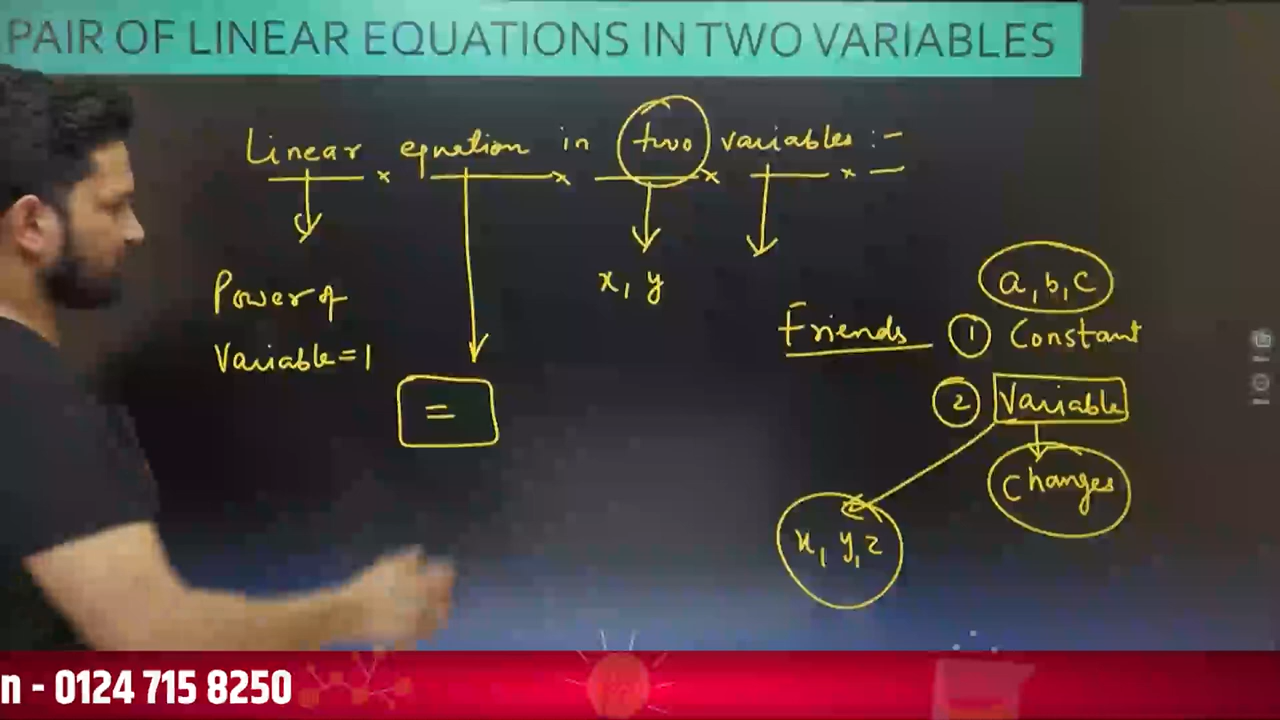 PAIR OF LINEAR EQUATIONS IN TWO VARIABLES
Linear equation in two variables :-
Power of
Variable = 1
=
x, y
a, b, c
Friends ① Constant
② Variable
Changes
x, y, z
n - 0124 715 8250